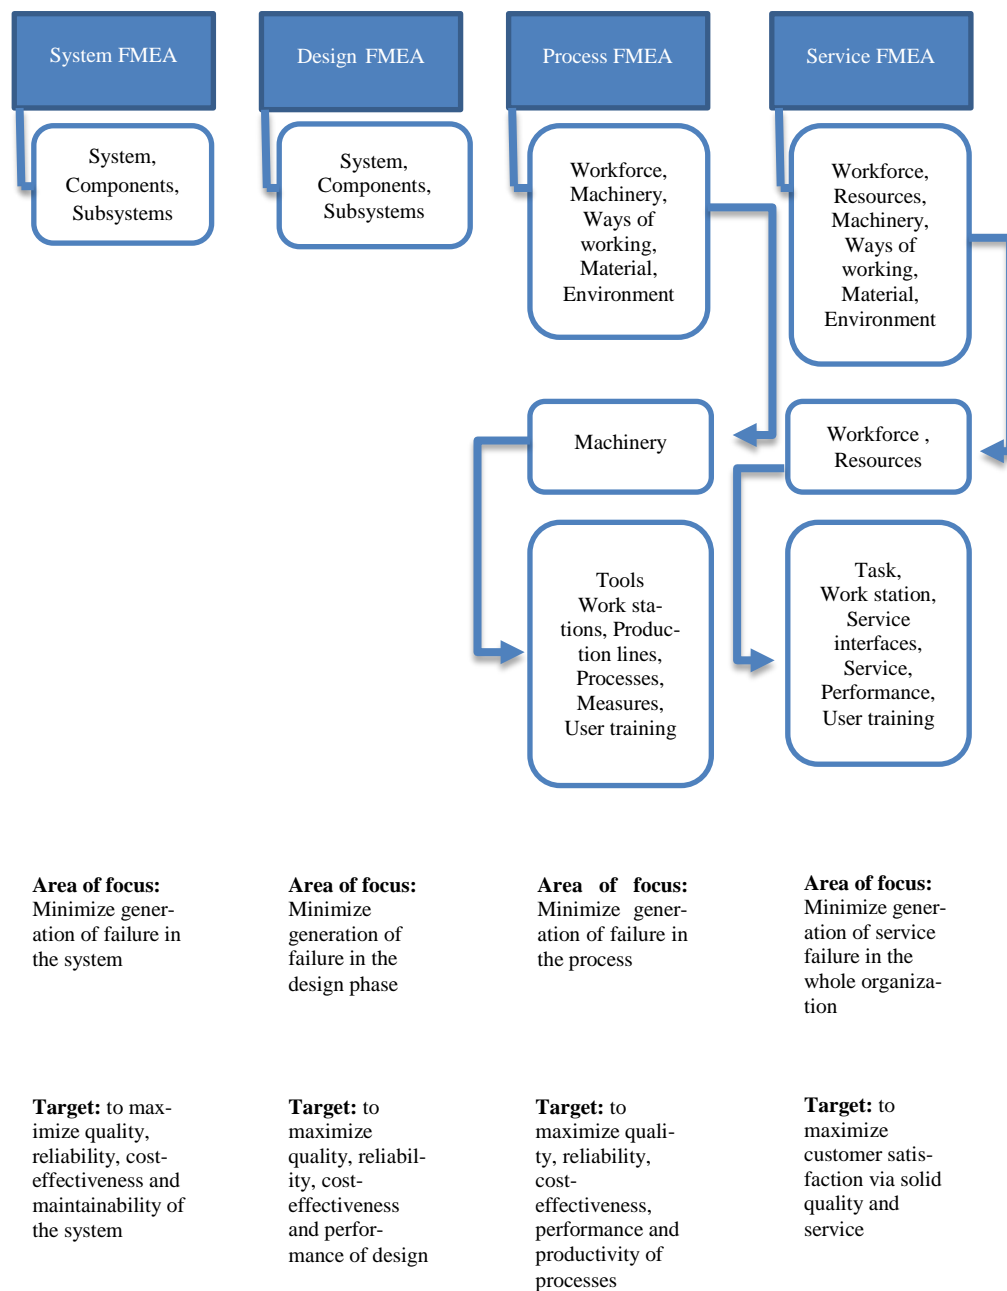 System FMEA
Design FMEA
Process FMEA
Service FMEA
System,
Components,
Subsystems
System,
Components,
Subsystems
Workforce,
Machinery,
Ways of
working,
Material,
Environment
Workforce,
Resources,
Machinery,
Ways of
working,
Material,
Environment
Machinery
Workforce ,
Resources
Tools
Work sta-
tions, Produc-
tion lines,
Processes,
Measures,
User training
Task,
Work station,
Service
interfaces,
Service,
Performance,
User training
Area of focus:
Minimize gener-
ation of failure in
the system
Area of focus:
Minimize
generation of
failure in the
design phase
Area of focus:
Minimize gener-
ation of failure in
the process
Area of focus:
Minimize gener-
ation of service
failure in the
whole organiza-
tion
Target: to max-
imize quality,
reliability, cost-
effectiveness and
maintainability of
the system
Target: to
maximize
quality, reliabil-
ity, cost-
effectiveness
and perfor-
mance of design
Target: to
maximize quali-
ty, reliability,
cost-
effectiveness,
performance and
productivity of
processes
Target: to
maximize
customer satis-
faction via solid
quality and
service